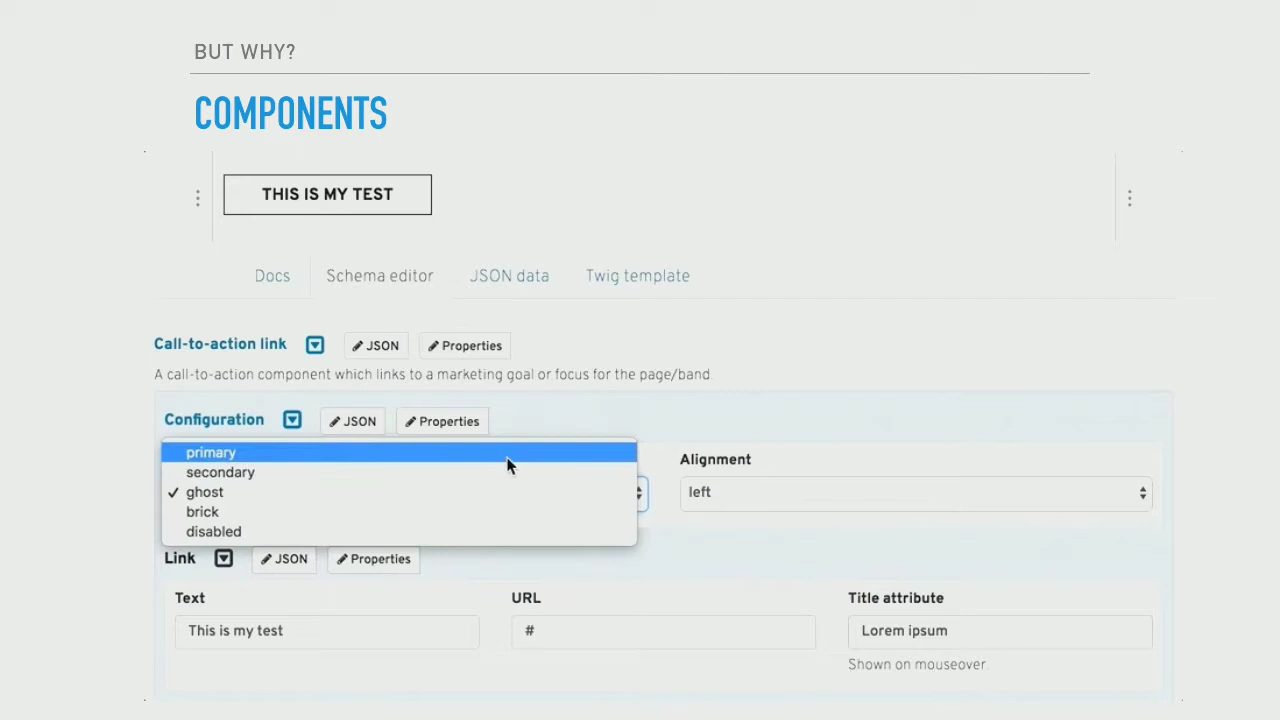 BUT WHY?
COMPONENTS
THIS IS MY TEST
Docs Schema editor JSON data Twig template
Call-to-action link JSON Properties
A call-to-action component which links to a marketing goal or focus for the page/band.
Configuration JSON Properties
primary
secondary
ghost
brick
disabled
Alignment
left
Link JSON Properties
Text URL Title attribute
This is my test # Lorem ipsum
Shown on mouseover.